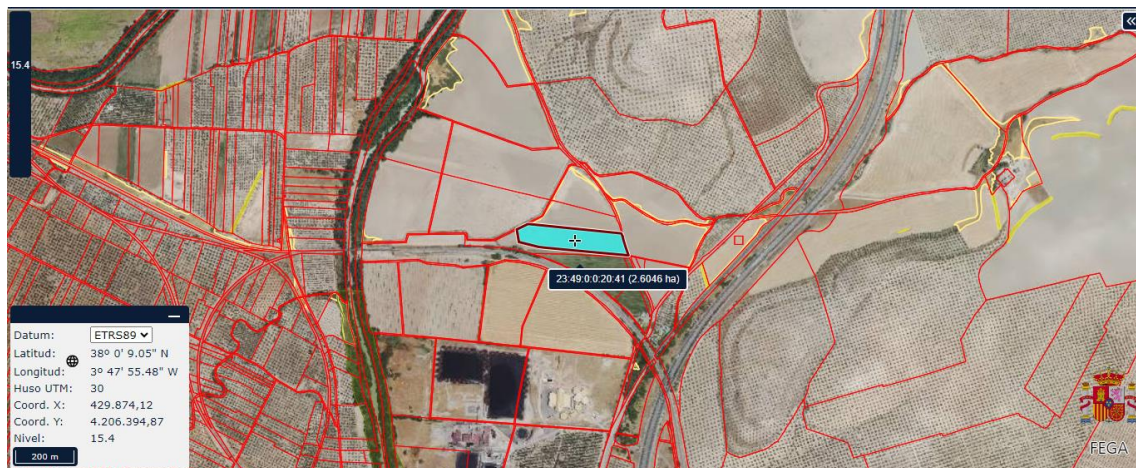 15.4
«
23:49:0:0:20:41 (2.6046 ha)
Datum: ETRS89
Latitud: 38º 0' 9.05" N
Longitud: 3º 47' 55.48" W
Huso UTM: 30
Coord. X: 429.874,12
Coord. Y: 4.206.394,87
Nivel: 15.4
200 m
FEGA